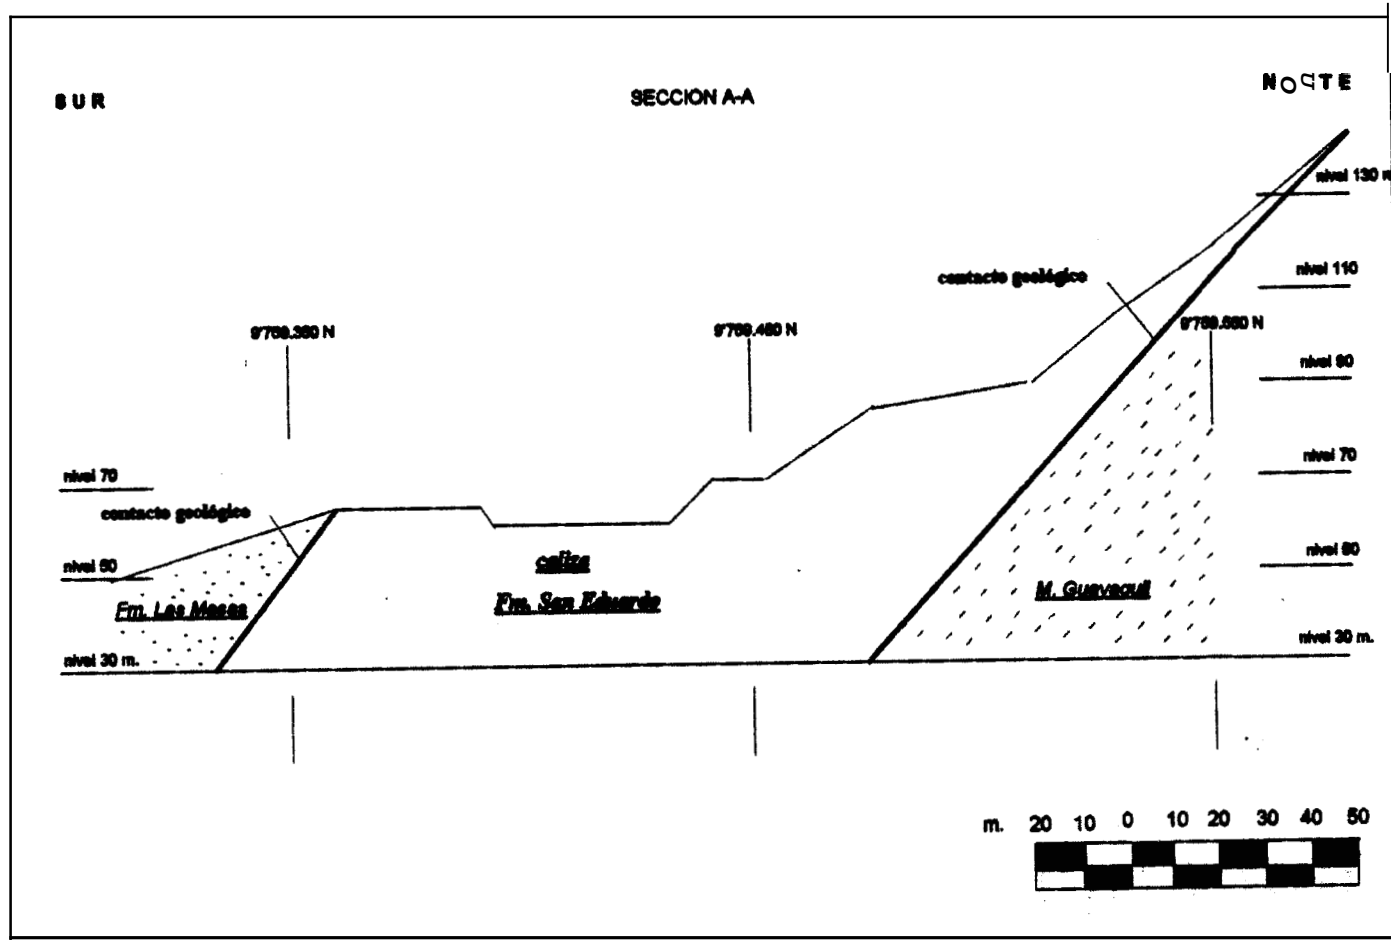 SUR
SECCION A-A
NORTE
nivel 130 m
contacto geológico
nivel 110
9'769.360 N
9'769.460 N
9'769.560 N
nivel 90
nivel 70
nivel 70
contacto geológico
nivel 50
caliza
nivel 50
Fm. Las Masas
Fm. San Eduardo
M. Guayaquil
nivel 30 m.
nivel 30 m.
m. 20 10 0 10 20 30 40 50